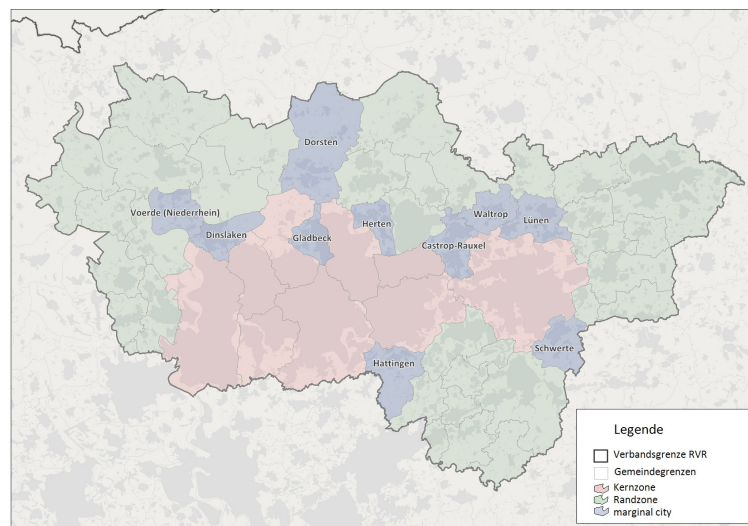 Dorsten
Voerde (Niederrhein)
Dinslaken
Gladbeck
Herten
Waltrop
Lünen
Castrop-Rauxel
Hattingen
Schwerte
Legende
Verbandsgrenze RVR
Gemeindegrenzen
Kernzone
Randzone
marginal city